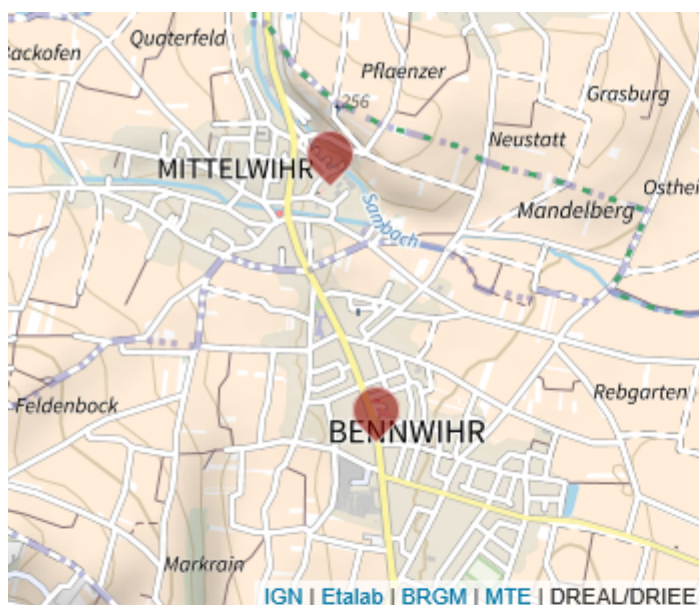 Quaterfeld
Backofen
Pflaenzer
256
Grasburg
Neustatt
MITTELWIHR
Osthei
Mandelberg
Sambach
Rebgarten
Feldenbock
BENNWIHR
Markrain
IGN | Etalab | BRGM | MTE | DREAL/DRIEE